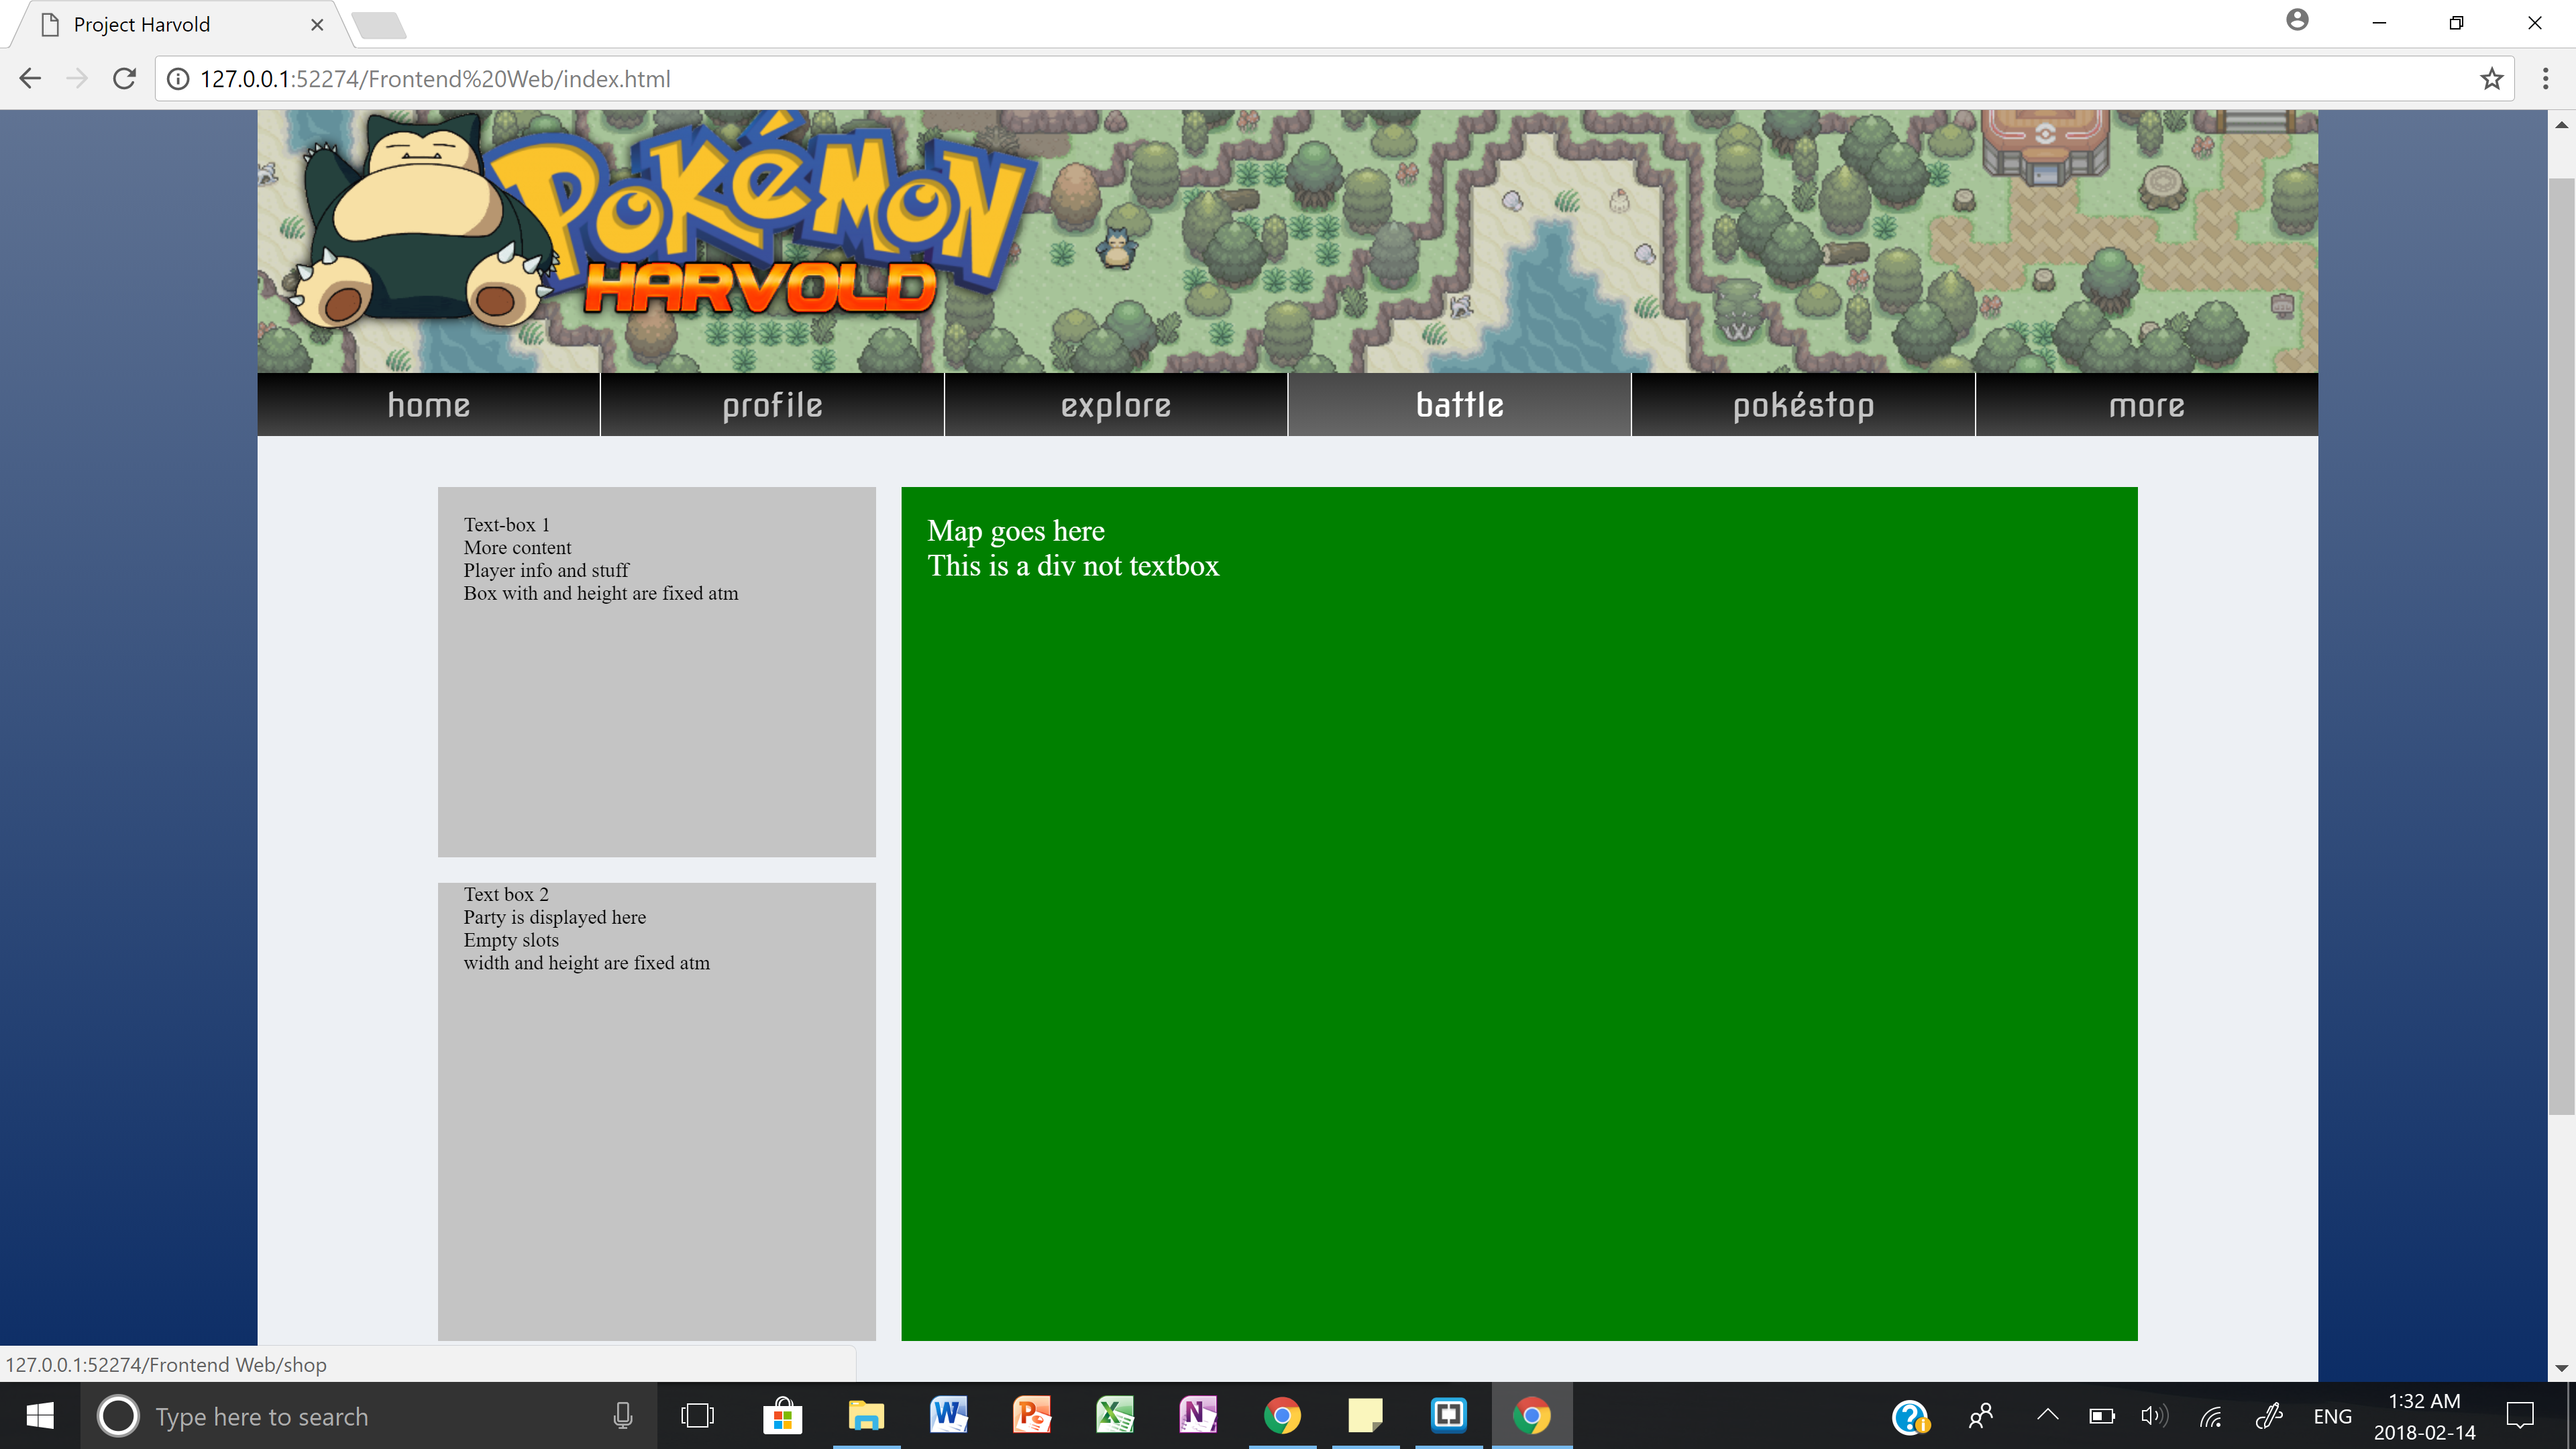 Project Harvold
127.0.0.1:52274/Frontend%20Web/index.html
POKéMON
HARVOLD
home profile explore battle pokéstop more
Text-box 1
More content
Player info and stuff
Box with and height are fixed atm
Map goes here
This is a div not textbox
Text box 2
Party is displayed here
Empty slots
width and height are fixed atm
127.0.0.1:52274/Frontend Web/shop
Type here to search
ENG
1:32 AM
2018-02-14